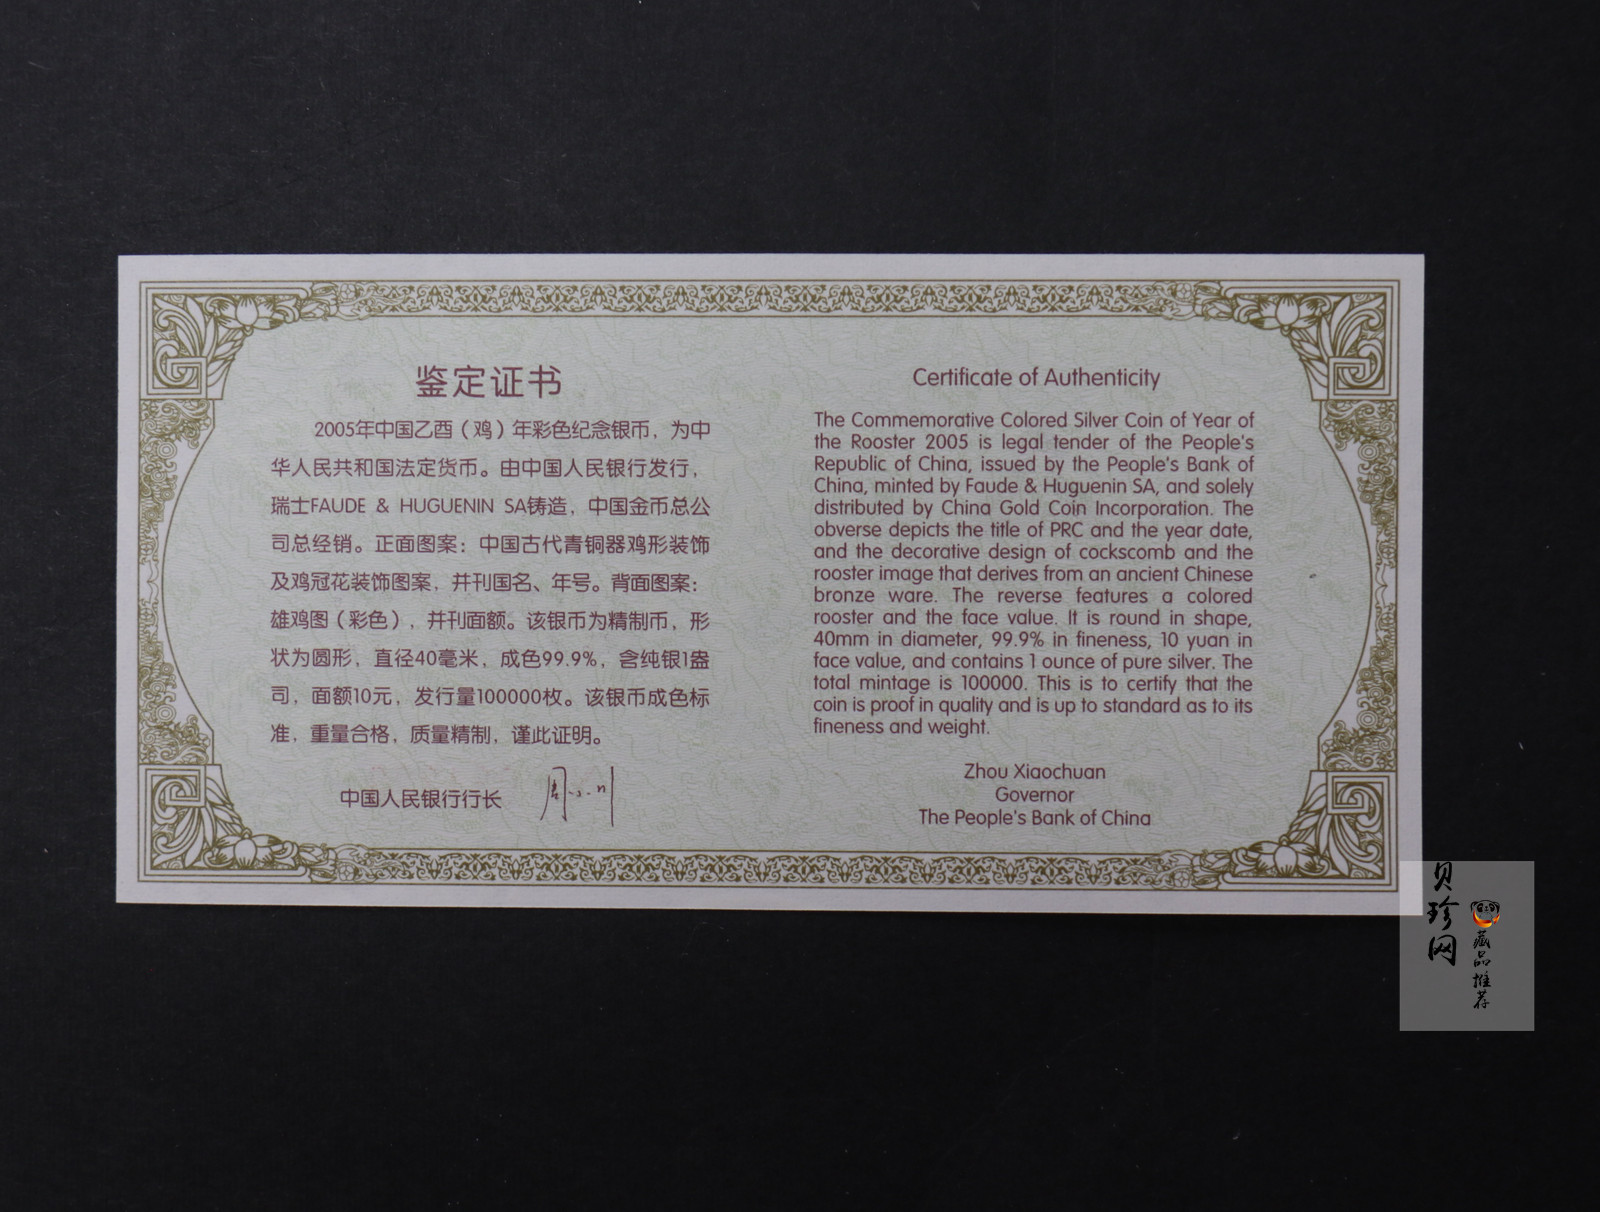 鉴定证书
2005年中国乙酉（鸡）年彩色纪念银币，为中
华人民共和国法定货币。由中国人民银行发行，
瑞士FAUDE & HUGUENIN SA铸造，中国金币总公
司总经销。正面图案：中国古代青铜器鸡形装饰
及鸡冠花装饰图案，并刊国名、年号。背面图案：
雄鸡图（彩色），并刊面额。该银币为精制币，形
状为圆形，直径40毫米，成色99.9%，含纯银1盎
司，面额10元，发行量100000枚。该银币成色标
准，重量合格，质量精制，谨此证明。
中国人民银行行长 周小川
Certificate of Authenticity
The Commemorative Colored Silver Coin of Year of
the Rooster 2005 is legal tender of the People's
Republic of China, issued by the People's Bank of
China, minted by Faude & Huguenin SA, and solely
distributed by China Gold Coin Incorporation. The
obverse depicts the title of PRC and the year date,
and the decorative design of cockscomb and the
rooster image that derives from an ancient Chinese
bronze ware. The reverse features a colored
rooster and the face value. It is round in shape,
40mm in diameter, 99.9% in fineness, 10 yuan in
face value, and contains 1 ounce of pure silver. The
total mintage is 100000. This is to certify that the
coin is proof in quality and is up to standard as to its
fineness and weight.
Zhou Xiaochuan
Governor
The People's Bank of China
贝珍网
藏品推荐